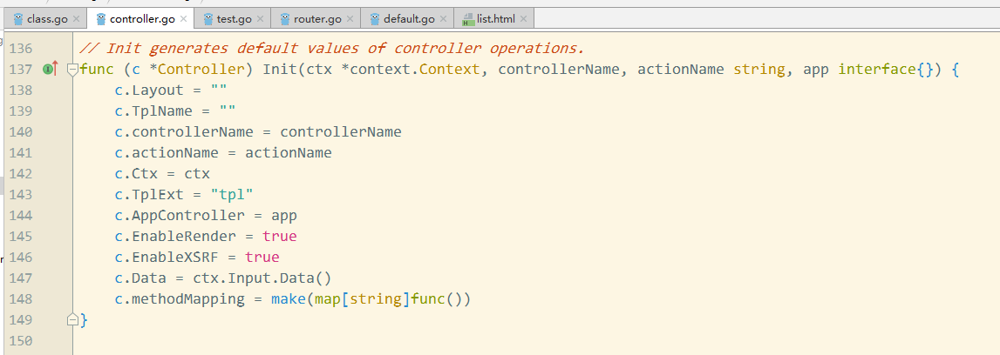 class.go controller.go test.go router.go default.go list.html
136 // Init generates default values of controller operations.
137 func (c *Controller) Init(ctx *context.Context, controllerName, actionName string, app interface{}) {
138 c.Layout = ""
139 c.TplName = ""
140 c.controllerName = controllerName
141 c.actionName = actionName
142 c.Ctx = ctx
143 c.TplExt = "tpl"
144 c.AppController = app
145 c.EnableRender = true
146 c.EnableXSRF = true
147 c.Data = ctx.Input.Data()
148 c.methodMapping = make(map[string]func())
149 }
150